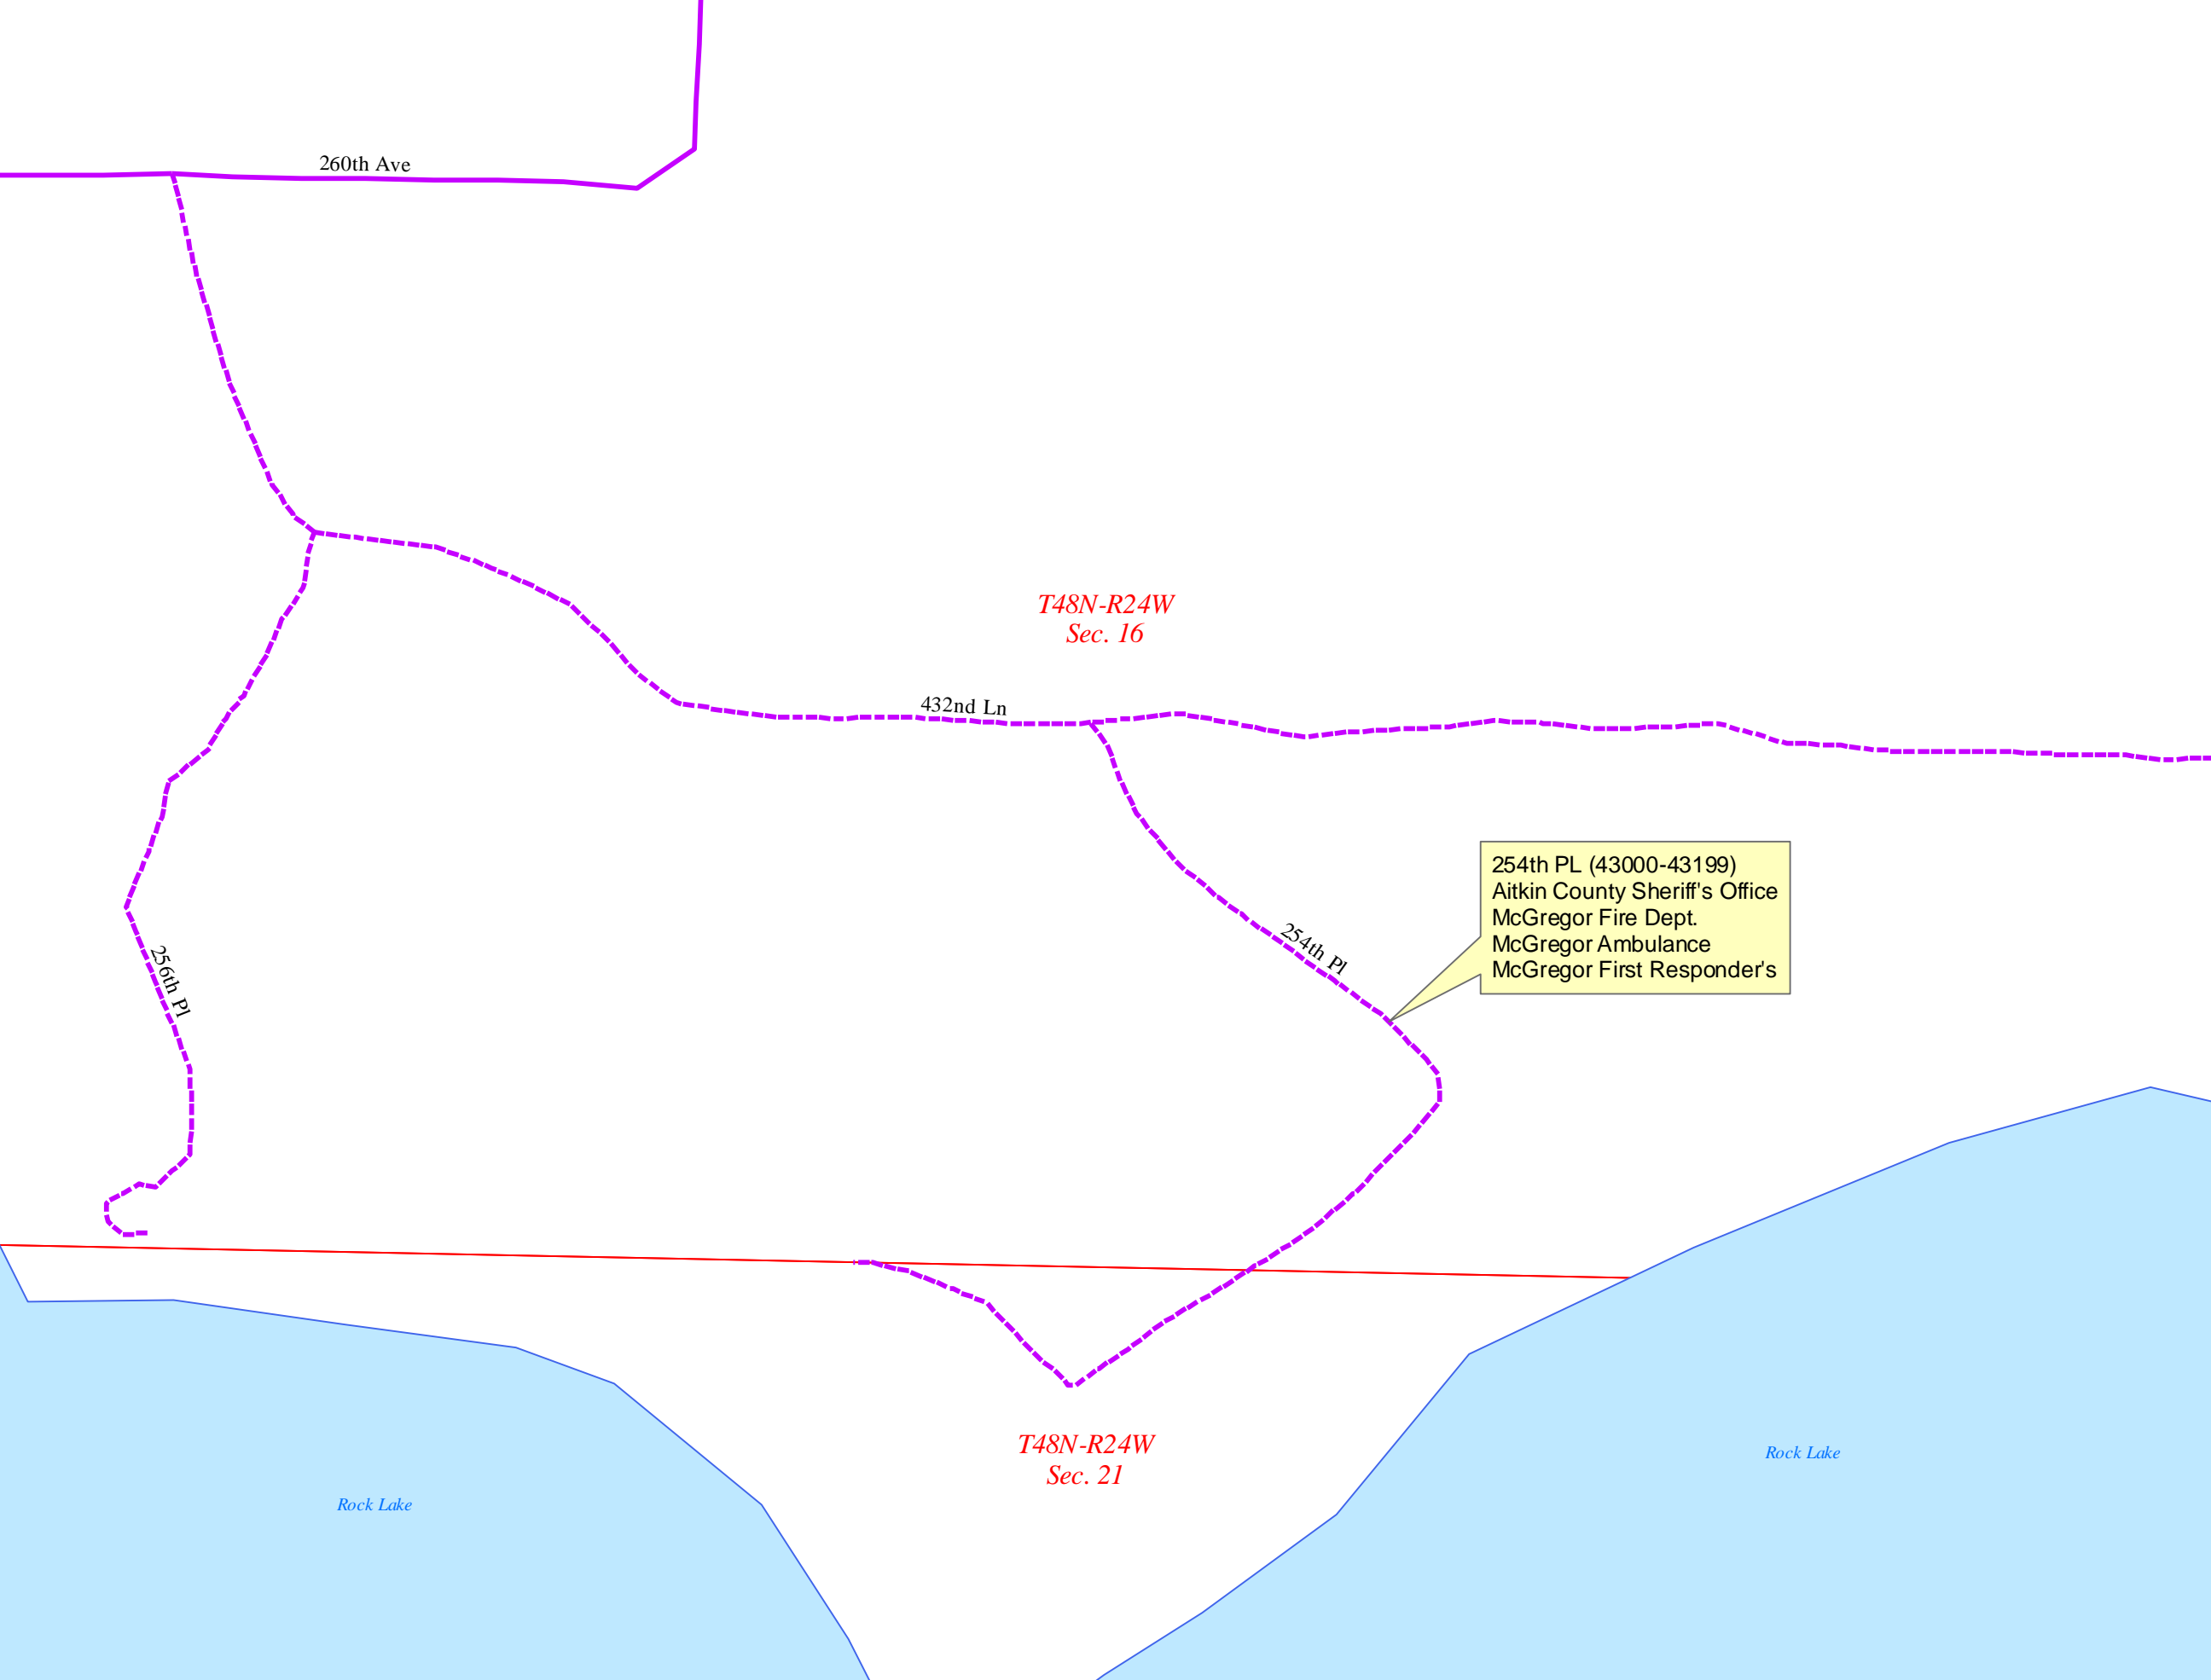 260th Ave
T48N-R24W
Sec. 16
432nd Ln
254th PL (43000-43199)
Aitkin County Sheriff's Office
McGregor Fire Dept.
McGregor Ambulance
McGregor First Responder's
254th Pl
256th Pl
T48N-R24W
Sec. 21
Rock Lake
Rock Lake